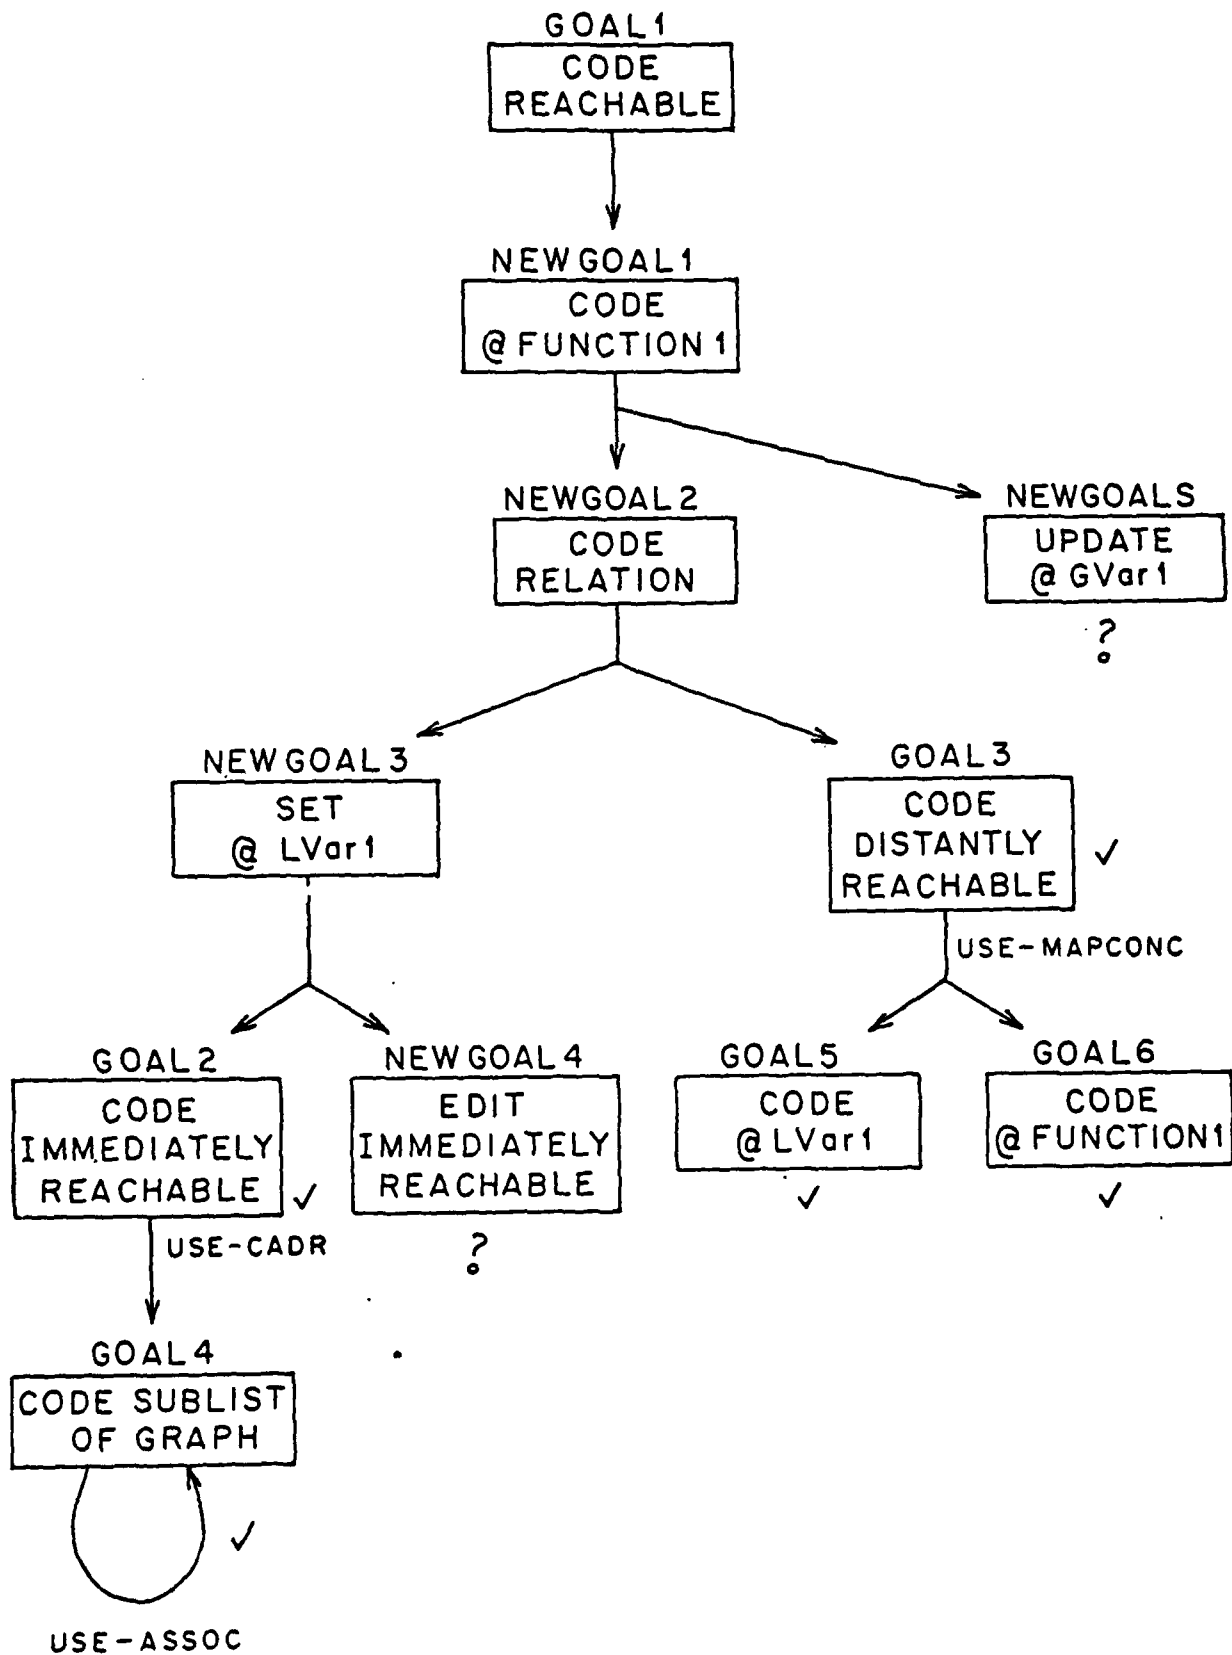 GOAL1
CODE
REACHABLE
NEWGOAL1
CODE
@ FUNCTION 1
NEWGOAL2
CODE
RELATION
NEWGOALS
UPDATE
@ GVar1
?
NEWGOAL3
SET
@ LVar1
GOAL3
CODE
DISTANTLY
REACHABLE
✓
USE-MAPCONC
GOAL2
CODE
IMMEDIATELY
REACHABLE
✓
NEWGOAL4
EDIT
IMMEDIATELY
REACHABLE
?
GOAL5
CODE
@ LVar1
✓
GOAL6
CODE
@ FUNCTION1
✓
USE-CADR
GOAL4
CODE SUBLIST
OF GRAPH
✓
USE-ASSOC